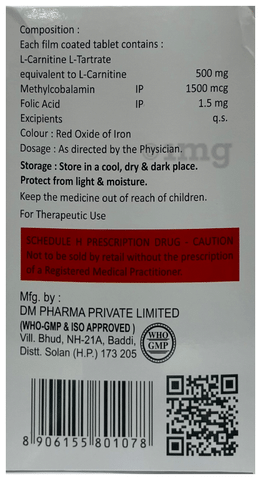 Composition :
Each film coated tablet contains :
L-Carnitine L-Tartrate
equivalent to L-Carnitine 500 mg
Methylcobalamin IP 1500 mcg
Folic Acid IP 1.5 mg
Excipients q.s.
Colour : Red Oxide of Iron
Dosage : As directed by the Physician.
Storage : Store in a cool, dry & dark place.
Protect from light & moisture.
Keep the medicine out of reach of children.
For Therapeutic Use
SCHEDULE H PRESCRIPTION DRUG - CAUTION
Not to be sold by retail without the prescription
of a Registered Medical Practitioner.
Mfg. by :
DM PHARMA PRIVATE LIMITED
(WHO-GMP & ISO APPROVED )
Vill. Bhud, NH-21A, Baddi,
Distt. Solan (H.P.) 173 205
WHO
GMP
8 906155 801078